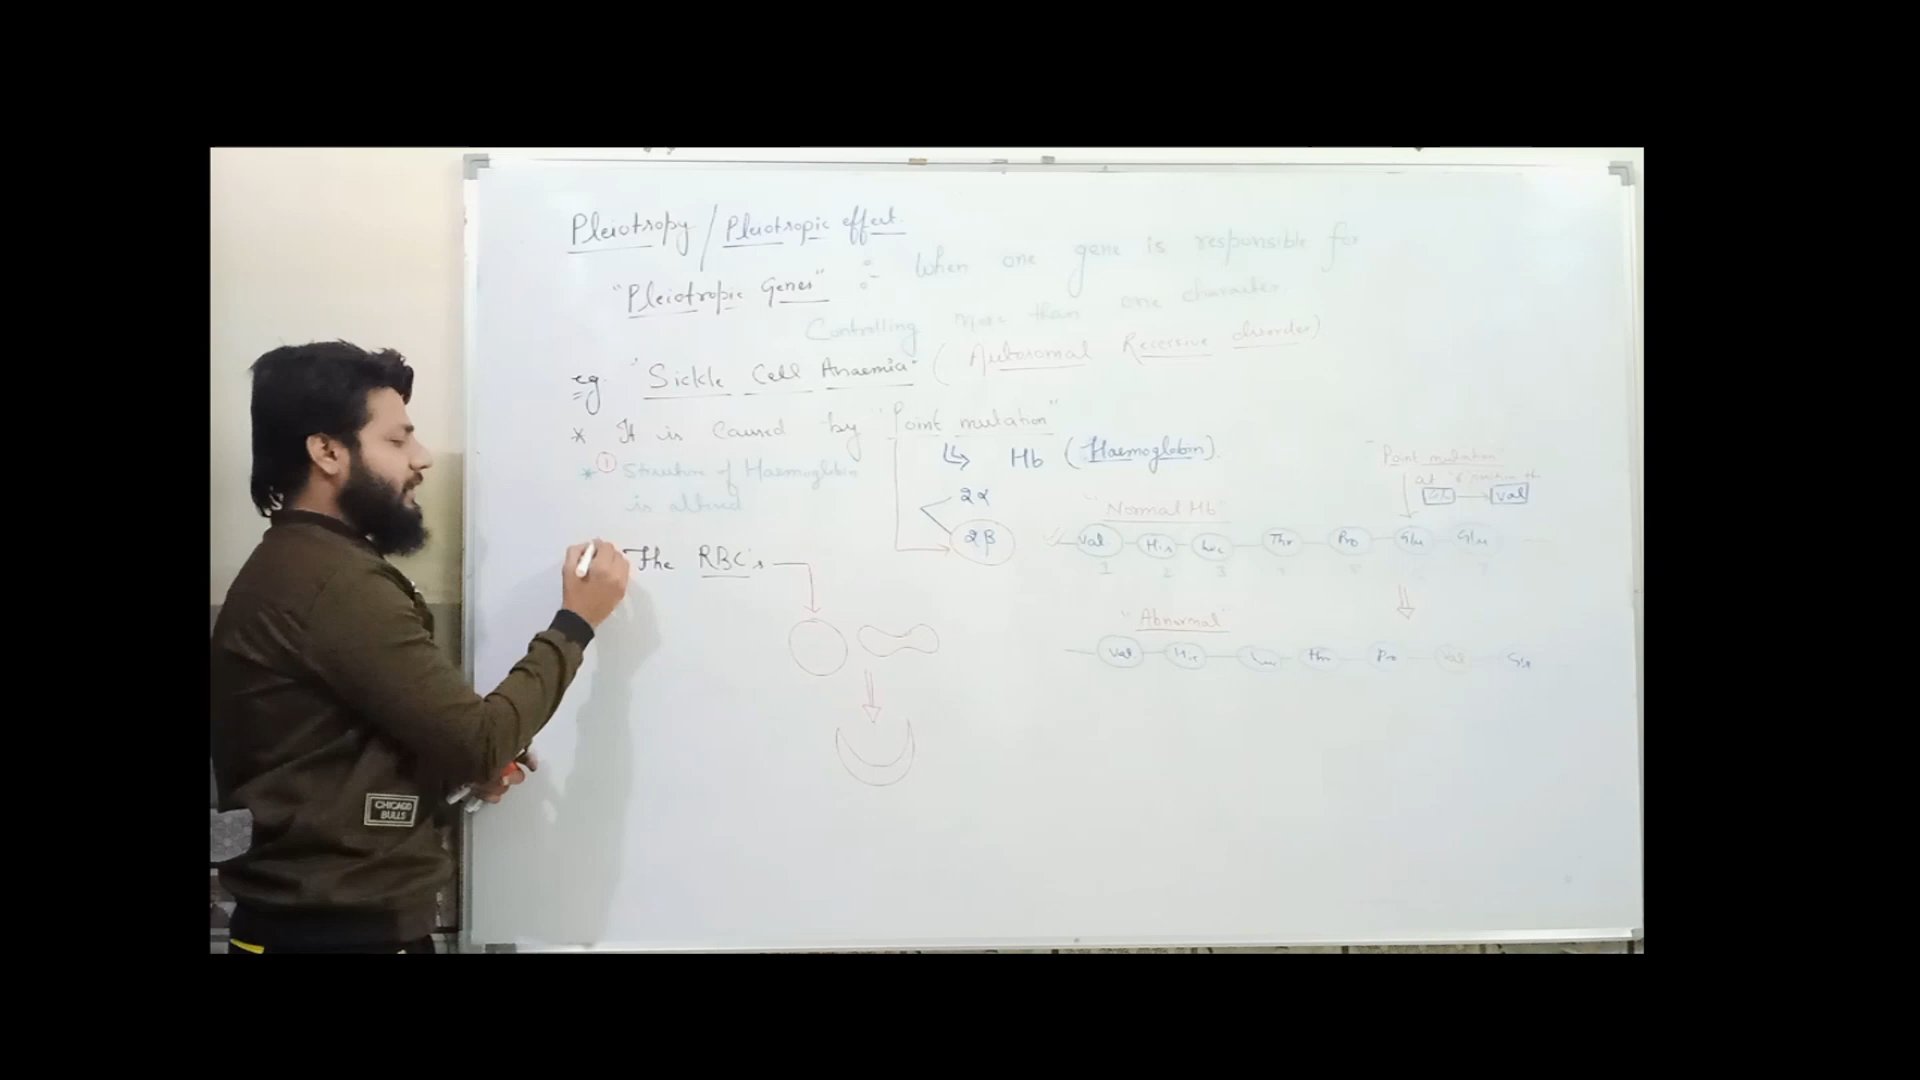 Pleiotropy / Pleiotropic effect.
"Pleiotropic Genes" : When one gene is responsible for
Controlling more than one character
eg. "Sickle Cell Anaemia" (Autosomal Recessive disorder)
* It is Caused by "Point mutation"
↳ Hb (Haemoglobin).
* ① Structure of Haemoglobin
is altered
2α
2β
The RBC's
"Point mutation"
at 6 position
Glu → Val
"Normal Hb"
Val His Leu Thr Pro Glu Glu
1 2 3 4 5 7
"Abnormal"
Val His Leu Thr Pro Val Glu
CHICAGO
BULLS